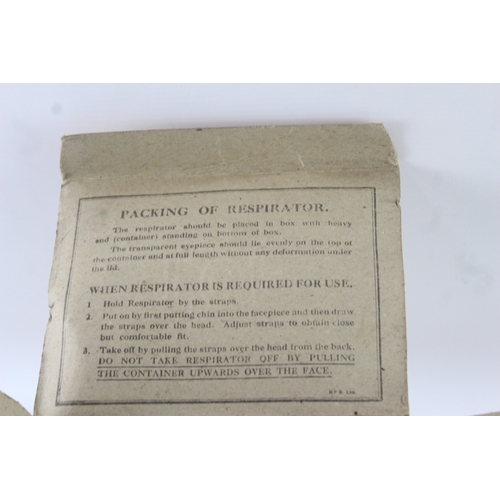 PACKING OF RESPIRATOR.
The respirator should be placed in box with heavy
end (container) standing on bottom of box.
The transparent eyepiece should lie evenly on the top of
the container and at full length without any deformation under
the lid.
WHEN RESPIRATOR IS REQUIRED FOR USE.
1 Hold Respirator by the straps.
2. Put on by first putting chin into the facepiece and then draw
the straps over the head. Adjust straps to obtain close
but comfortable fit.
3. Take off by pulling the straps over the head from the back.
DO NOT TAKE RESPIRATOR OFF BY PULLING
THE CONTAINER UPWARDS OVER THE FACE.